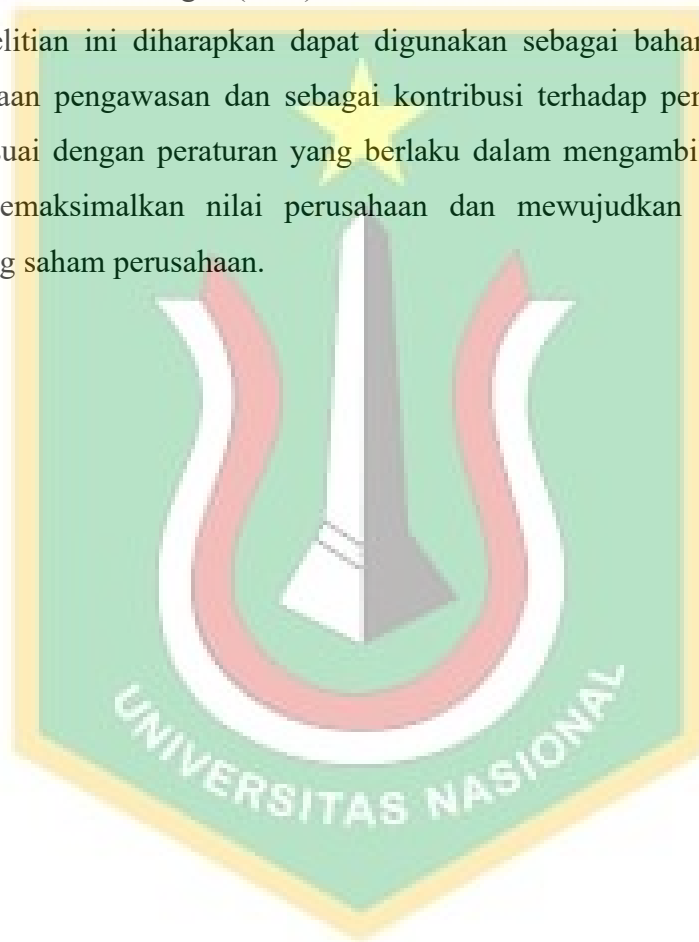 elitian ini diharapkan dapat digunakan sebagai bahan
aan pengawasan dan sebagai kontribusi terhadap per
uai dengan peraturan yang berlaku dalam mengambi
emaksimalkan nilai perusahaan dan mewujudkan
g saham perusahaan.
UNIVERSITAS NASIONAL